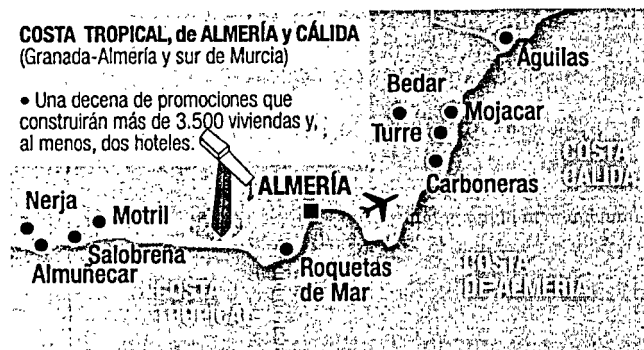 COSTA TROPICAL, de ALMERÍA y CÁLIDA
(Granada-Almería y sur de Murcia)
• Una decena de promociones que
construirán más de 3.500 viviendas y,
al menos, dos hoteles.
Aguilas
Bedar
Mojacar
Turre
Carboneras
COSTA
CÁLIDA
ALMERÍA
Nerja
Motril
Salobreña
Almuñecar
Roquetas
de Mar
COSTA
DE ALMERÍA
COSTA
TROPICAL